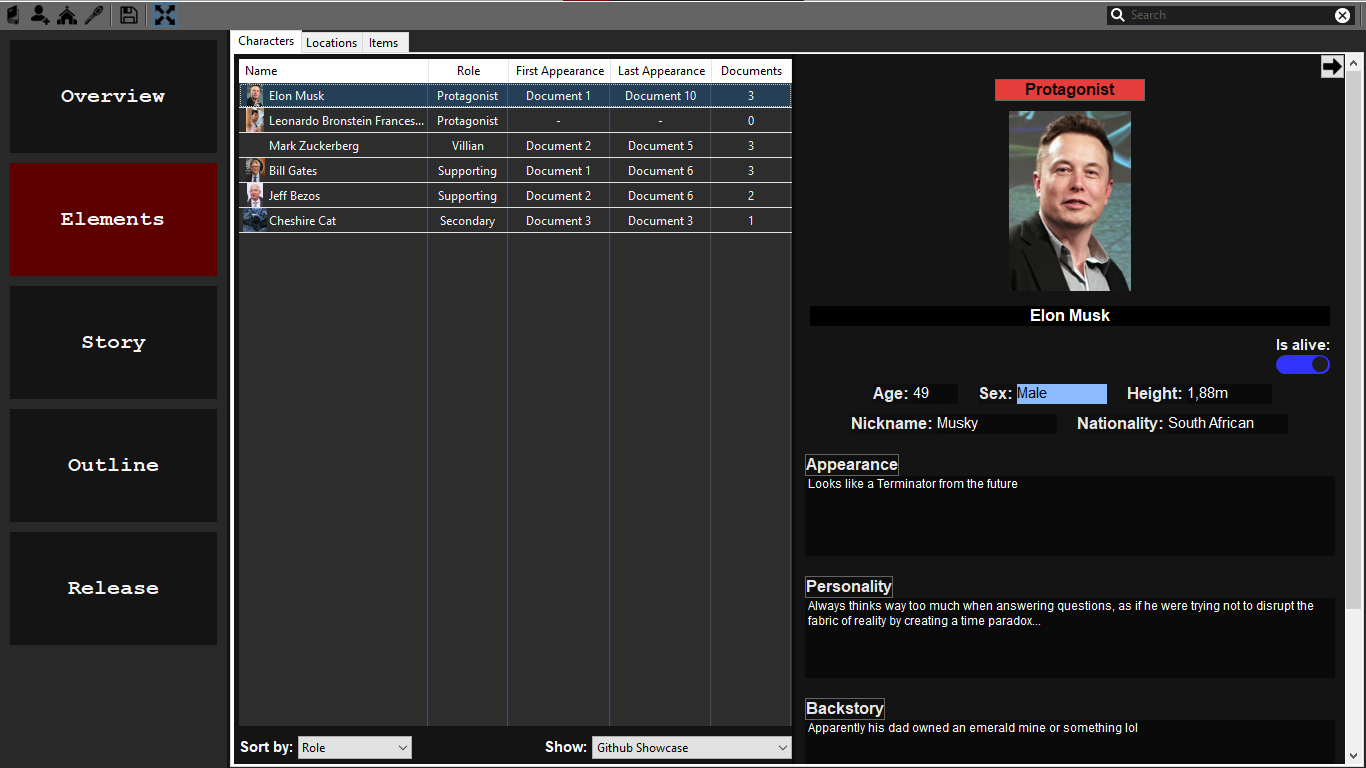 Search
Overview
Elements
Story
Outline
Release
Characters Locations Items
Name Role First Appearance Last Appearance Documents
Elon Musk Protagonist Document 1 Document 10 3
Leonardo Bronstein Frances... Protagonist - - 0
Mark Zuckerberg Villian Document 2 Document 5 3
Bill Gates Supporting Document 1 Document 6 3
Jeff Bezos Supporting Document 2 Document 6 2
Cheshire Cat Secondary Document 3 Document 3 1
Sort by: Role Show: Github Showcase
Protagonist
Elon Musk
Is alive:
Age: 49 Sex: Male Height: 1,88m
Nickname: Musky Nationality: South African
Appearance
Looks like a Terminator from the future
Personality
Always thinks way too much when answering questions, as if he were trying not to disrupt the
fabric of reality by creating a time paradox...
Backstory
Apparently his dad owned an emerald mine or something lol